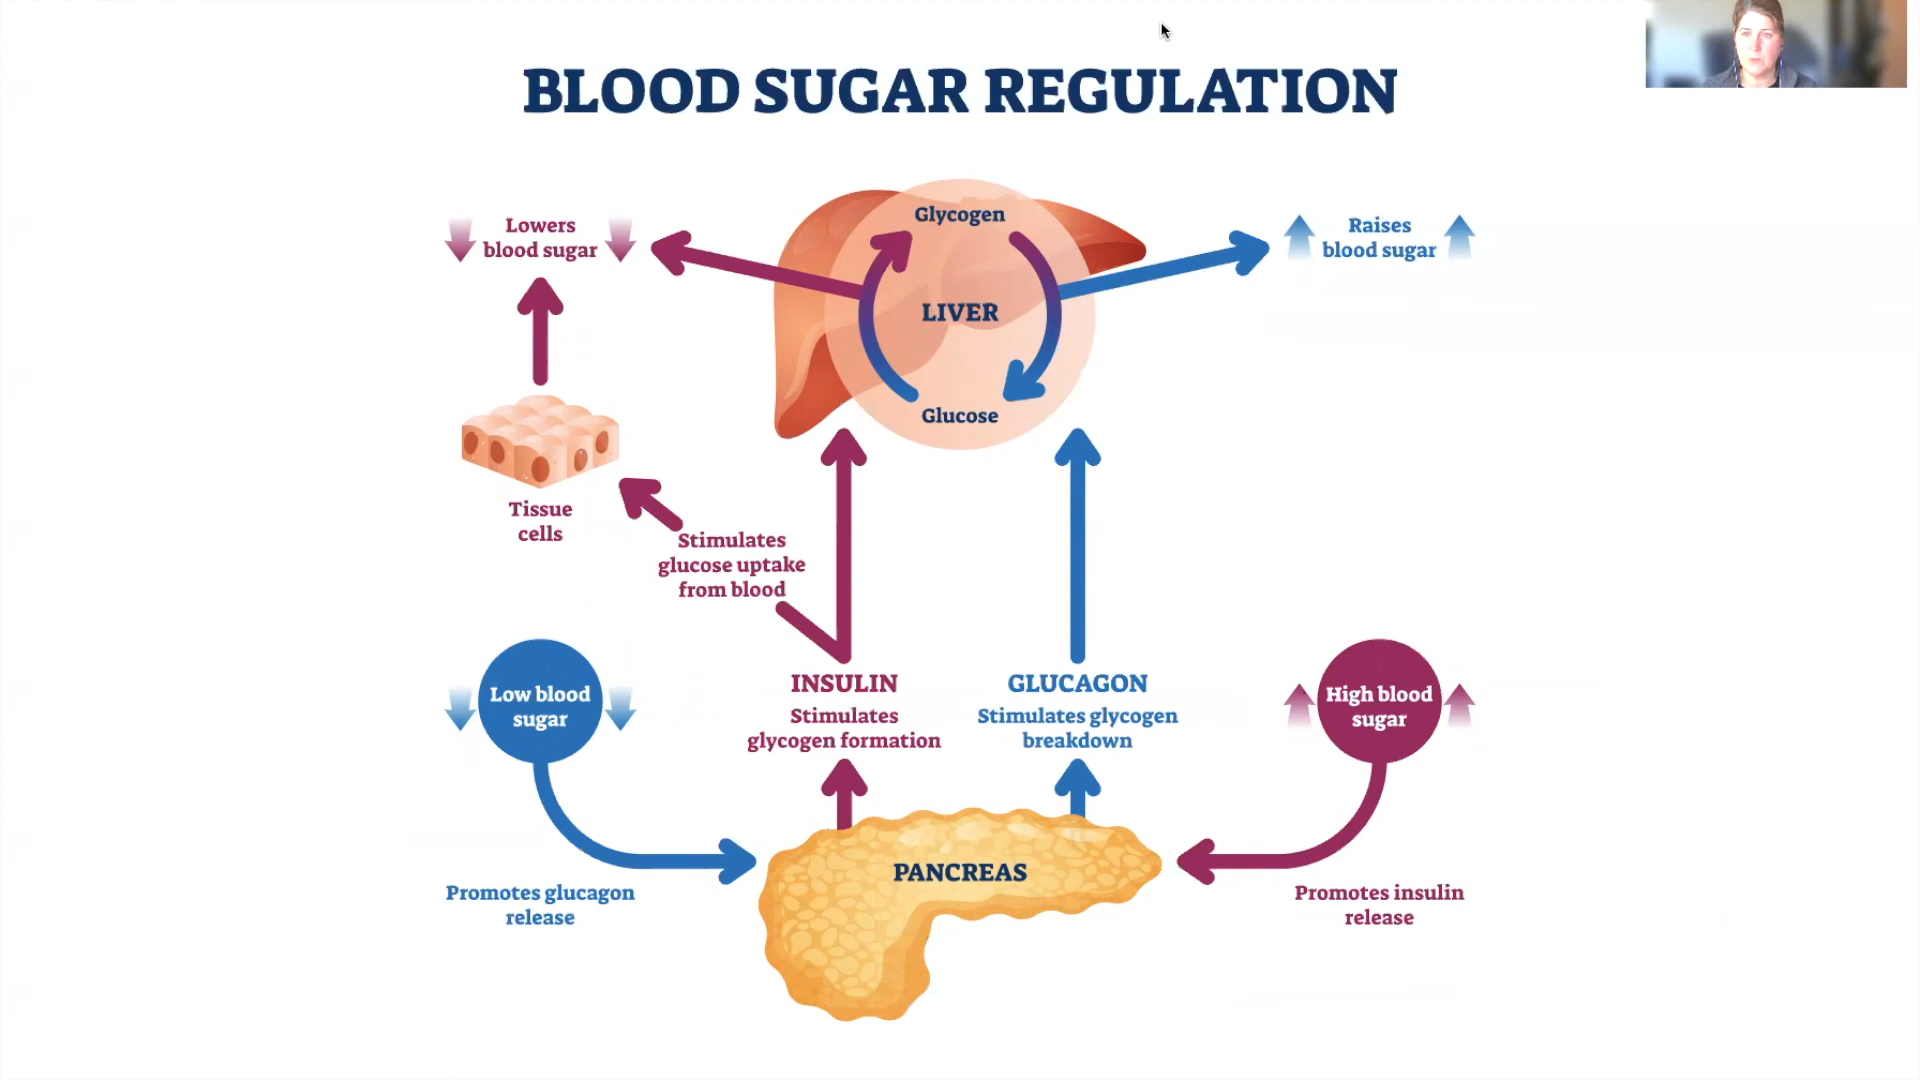 BLOOD SUGAR REGULATION
Lowers
blood sugar
Glycogen
LIVER
Glucose
Raises
blood sugar
Tissue
cells
Stimulates
glucose uptake
from blood
Low blood
sugar
INSULIN
Stimulates
glycogen formation
GLUCAGON
Stimulates glycogen
breakdown
High blood
sugar
PANCREAS
Promotes glucagon
release
Promotes insulin
release